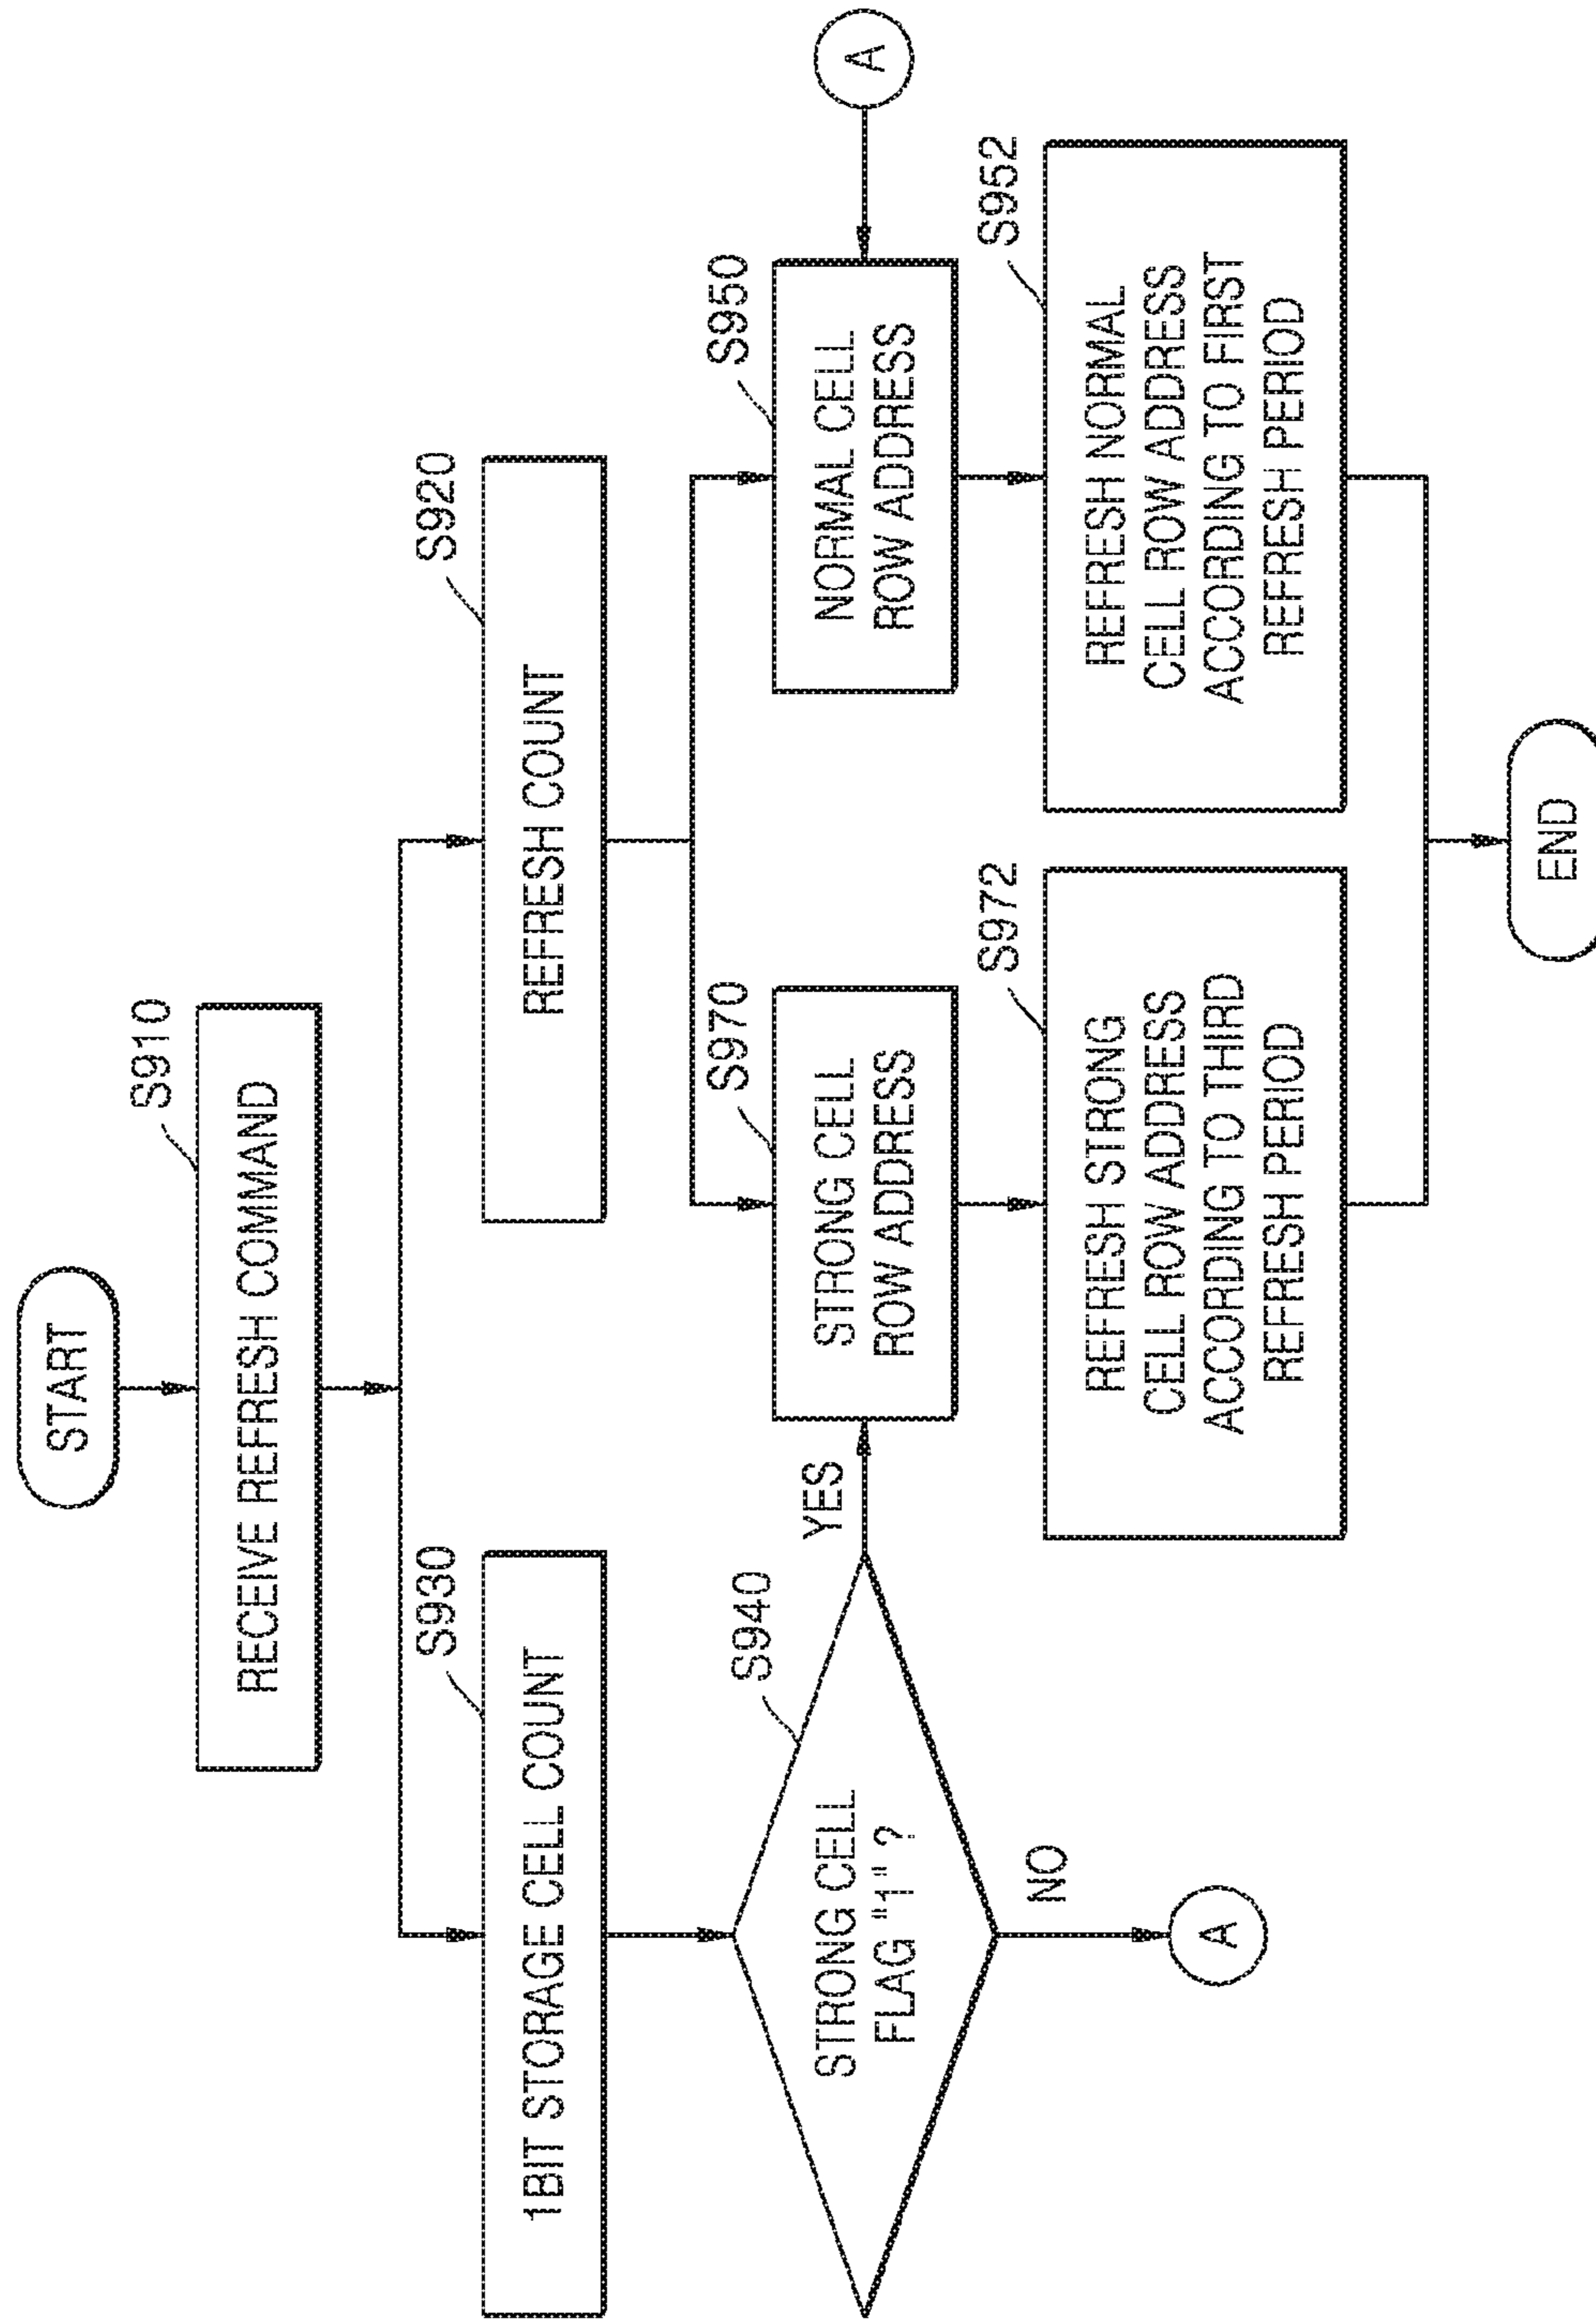 START
S910
RECEIVE REFRESH COMMAND
S930
1BIT STORAGE CELL COUNT
S920
REFRESH COUNT
S940
STRONG CELL
FLAG "1" ?
YES
NO
A
S970
STRONG CELL
ROW ADDRESS
S950
NORMAL CELL
ROW ADDRESS
A
S972
REFRESH STRONG
CELL ROW ADDRESS
ACCORDING TO THIRD
REFRESH PERIOD
S952
REFRESH NORMAL
CELL ROW ADDRESS
ACCORDING TO FIRST
REFRESH PERIOD
END